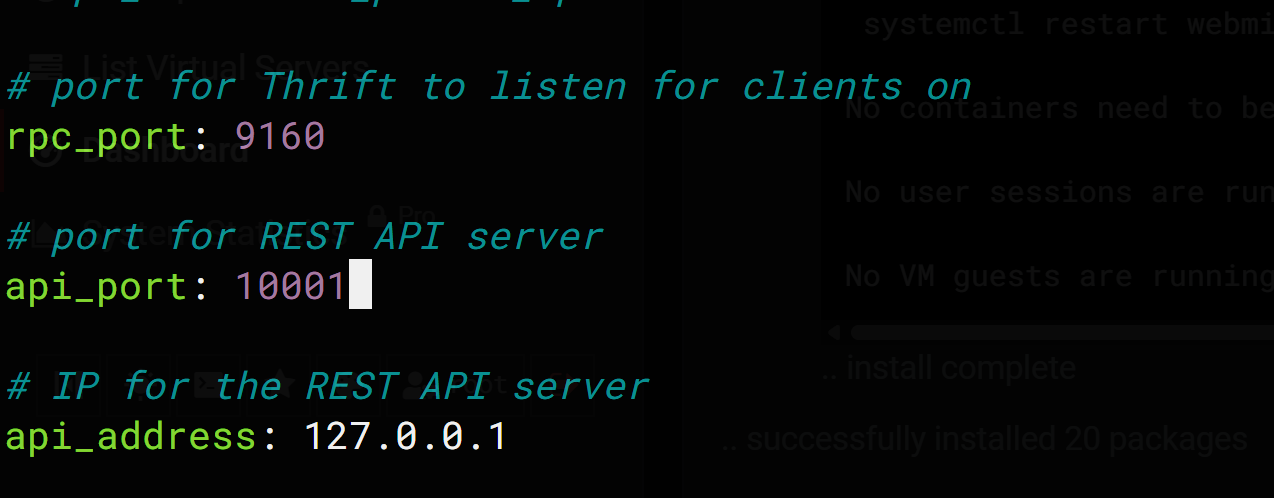 # port for Thrift to listen for clients on
rpc_port: 9160
# port for REST API server
api_port: 10001
# IP for the REST API server
api_address: 127.0.0.1
List Virtual Servers
Dashboard
systemctl restart webmi
No containers need to be
No user sessions are run
No VM guests are running
.. install complete
.. successfully installed 20 packages